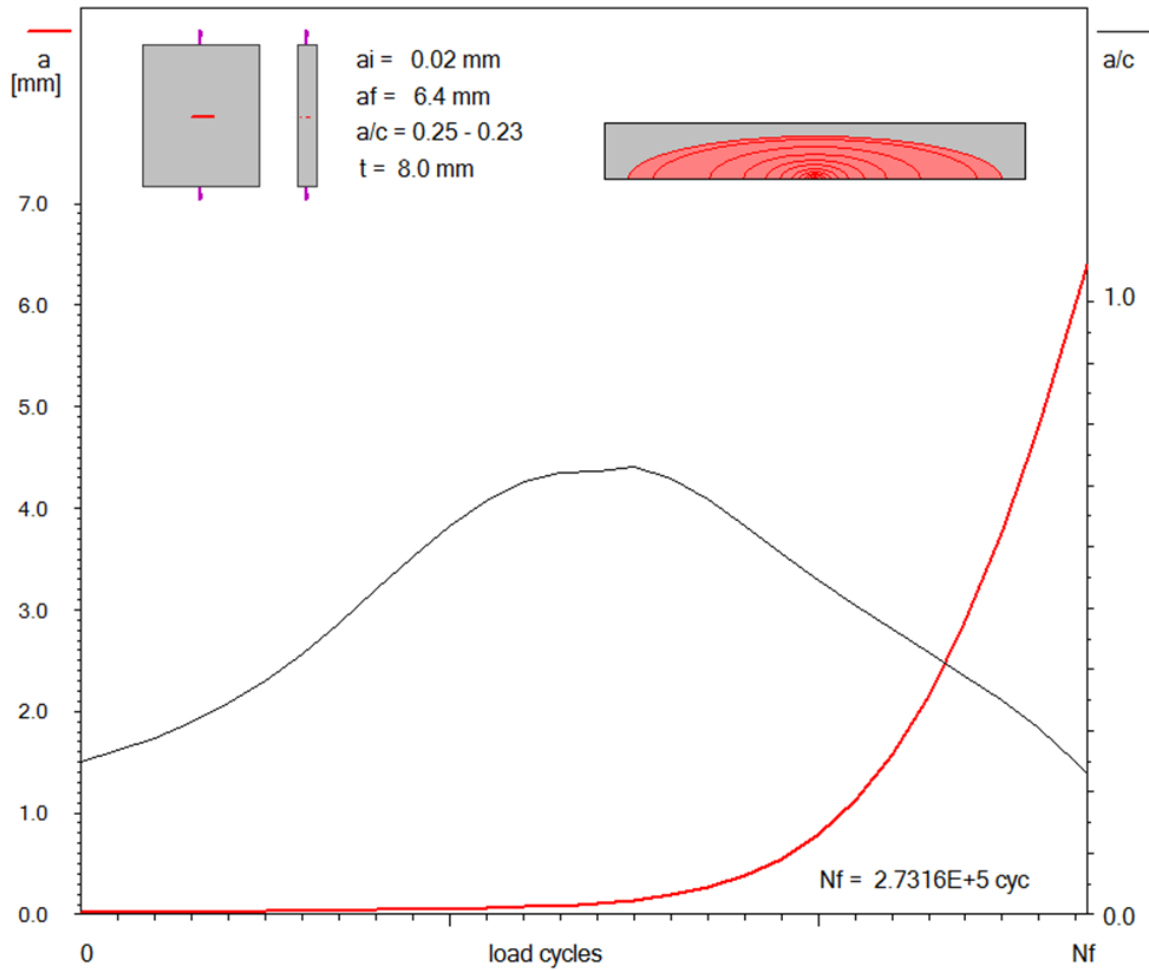 a
[mm]
ai = 0.02 mm
af = 6.4 mm
a/c = 0.25 - 0.23
t = 8.0 mm
a/c
7.0
6.0
1.0
5.0
4.0
3.0
2.0
1.0
Nf = 2.7316E+5 cyc
0.0
0.0
0
load cycles
Nf